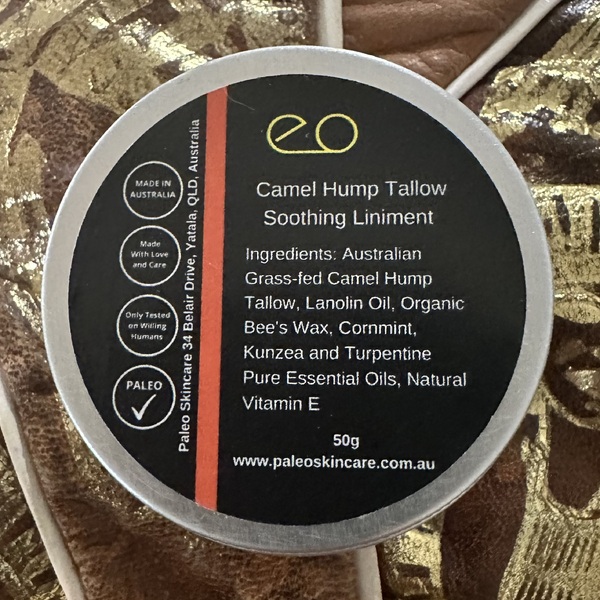 eo
Camel Hump Tallow
Soothing Liniment
Ingredients: Australian
Grass-fed Camel Hump
Tallow, Lanolin Oil, Organic
Bee's Wax, Cornmint,
Kunzea and Turpentine
Pure Essential Oils, Natural
Vitamin E
50g
www.paleoskincare.com.au
MADE IN
AUSTRALIA
Made
With Love
and Care
Only Tested
on Willing
Humans
PALEO
Paleo Skincare 34 Belair Drive, Yatala, QLD. Australia